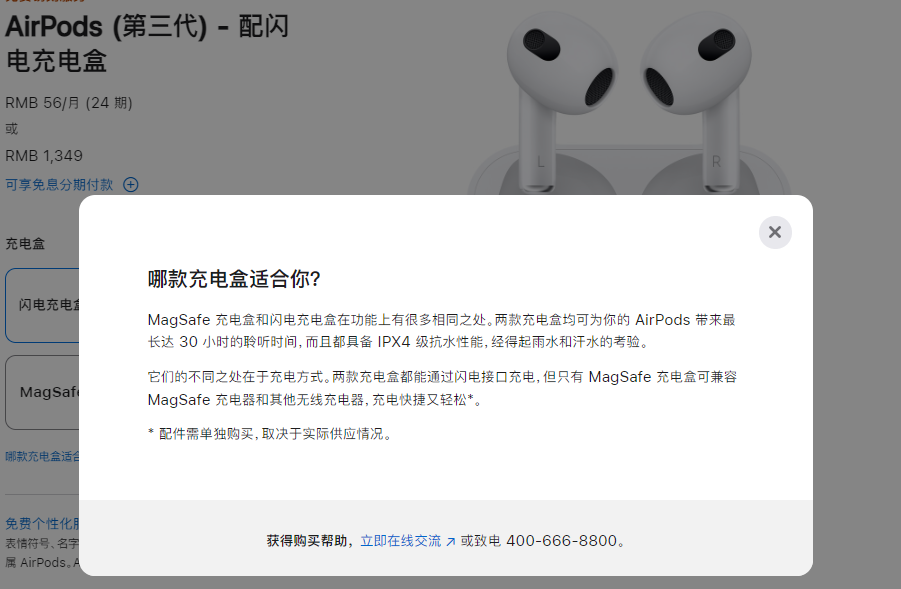 AirPods (第三代) - 配闪
电充电盒
RMB 56/月 (24 期)
或
RMB 1,349
可享免息分期付款
L
R
充电盒
闪电充电盒
MagSafe
哪款充电盒适合
免费个性化
表情符号、名字
属 AirPods。
哪款充电盒适合你?
MagSafe 充电盒和闪电充电盒在功能上有很多相同之处。两款充电盒均可为你的 AirPods 带来最
长达 30 小时的聆听时间，而且都具备 IPX4 级抗水性能，经得起雨水和汗水的考验。
它们的不同之处在于充电方式。两款充电盒都能通过闪电接口充电，但只有 MagSafe 充电盒可兼容
MagSafe 充电器和其他无线充电器，充电快捷又轻松*。
* 配件需单独购买，取决于实际供应情况。
获得购买帮助，立即在线交流 或致电 400-666-8800。